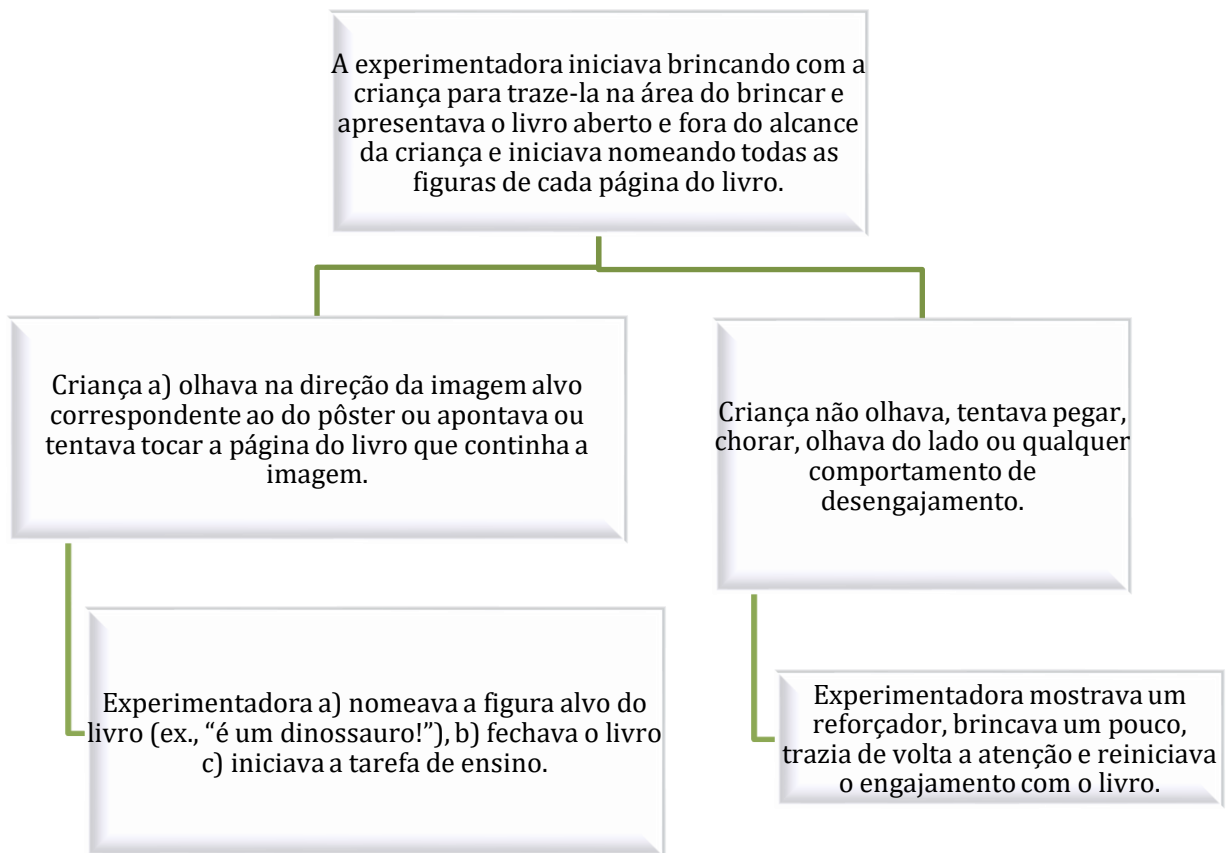 A experimentadora iniciava brincando com a
criança para traze-la na área do brincar e
apresentava o livro aberto e fora do alcance
da criança e iniciava nomeando todas as
figuras de cada página do livro.
Criança a) olhava na direção da imagem alvo
correspondente ao do pôster ou apontava ou
tentava tocar a página do livro que continha a
imagem.
Criança não olhava, tentava pegar,
chorar, olhava do lado ou qualquer
comportamento de
desengajamento.
Experimentadora a) nomeava a figura alvo do
livro (ex., “é um dinossauro!”), b) fechava o livro
c) iniciava a tarefa de ensino.
Experimentadora mostrava um
reforçador, brincava um pouco,
trazia de volta a atenção e reiniciava
o engajamento com o livro.